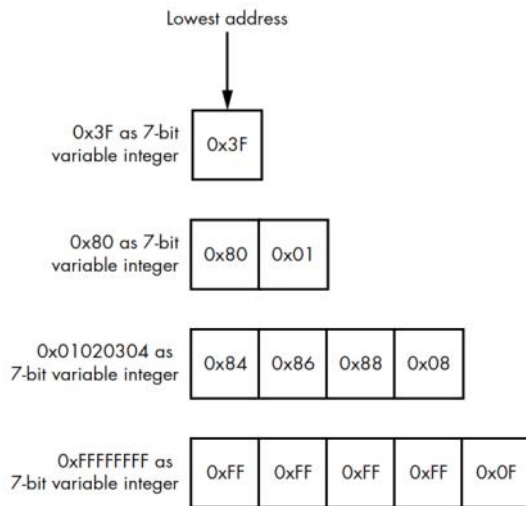 Lowest address
0x3F as 7-bit
variable integer
0x3F
0x80 as 7-bit
variable integer
0x80 0x01
0x01020304 as
7-bit variable integer
0x84 0x86 0x88 0x08
0xFFFFFFFF as
7-bit variable integer
0xFF 0xFF 0xFF 0xFF 0x0F